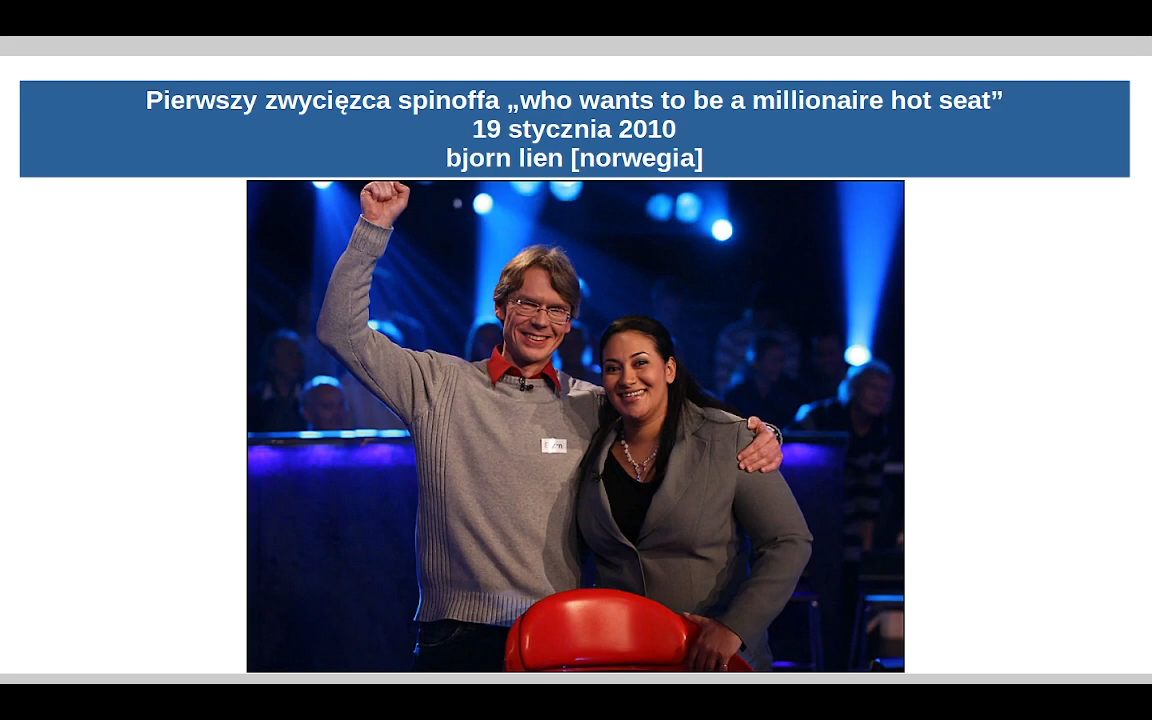 Pierwszy zwycięzca spinoffa „who wants to be a millionaire hot seat”
19 stycznia 2010
bjorn lien [norwegia]